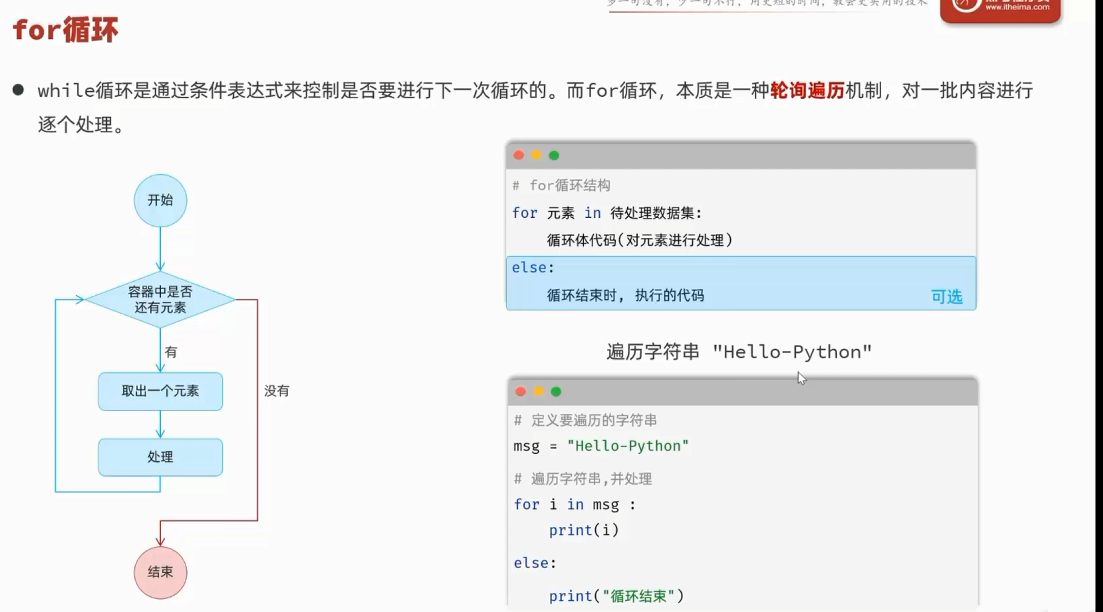 for循环
www.itheima.com
● while循环是通过条件表达式来控制是否要进行下一次循环的。而for循环，本质是一种轮询遍历机制，对一批内容进行
逐个处理。
开始
容器中是否
还有元素
有
取出一个元素
没有
处理
结束
# for循环结构
for 元素 in 待处理数据集:
循环体代码(对元素进行处理)
else:
循环结束时, 执行的代码
可选
遍历字符串 "Hello-Python"
# 定义要遍历的字符串
msg = "Hello-Python"
# 遍历字符串,并处理
for i in msg :
print(i)
else:
print("循环结束")